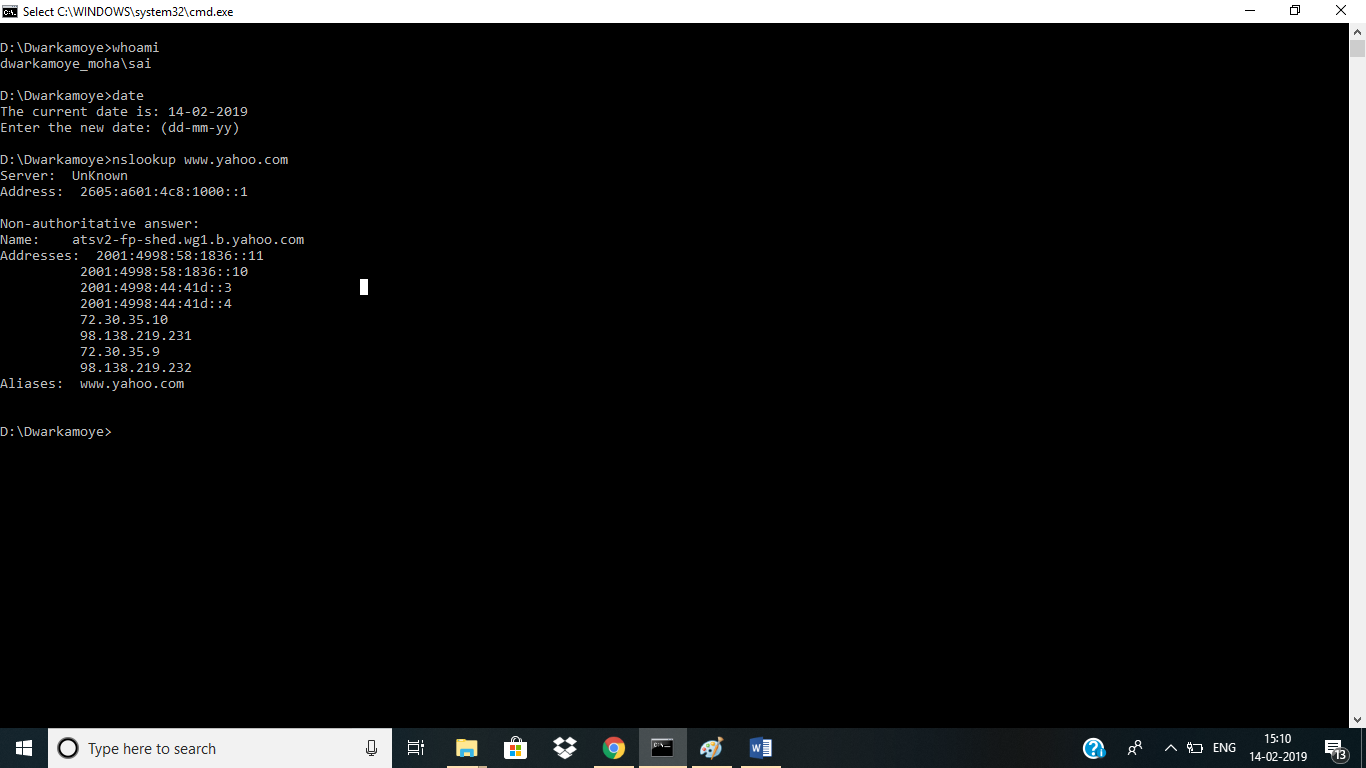 Select C:\WINDOWS\system32\cmd.exe
D:\Dwarkamoye>whoami
dwarkamoye_moha\sai
D:\Dwarkamoye>date
The current date is: 14-02-2019
Enter the new date: (dd-mm-yy)
D:\Dwarkamoye>nslookup www.yahoo.com
Server:  UnKnown
Address:  2605:a601:4c8:1000::1
Non-authoritative answer:
Name:    atsv2-fp-shed.wg1.b.yahoo.com
Addresses:  2001:4998:58:1836::11
2001:4998:58:1836::10
2001:4998:44:41d::3
2001:4998:44:41d::4
72.30.35.10
98.138.219.231
72.30.35.9
98.138.219.232
Aliases:  www.yahoo.com
D:\Dwarkamoye>
Type here to search
ENG
15:10
14-02-2019
13